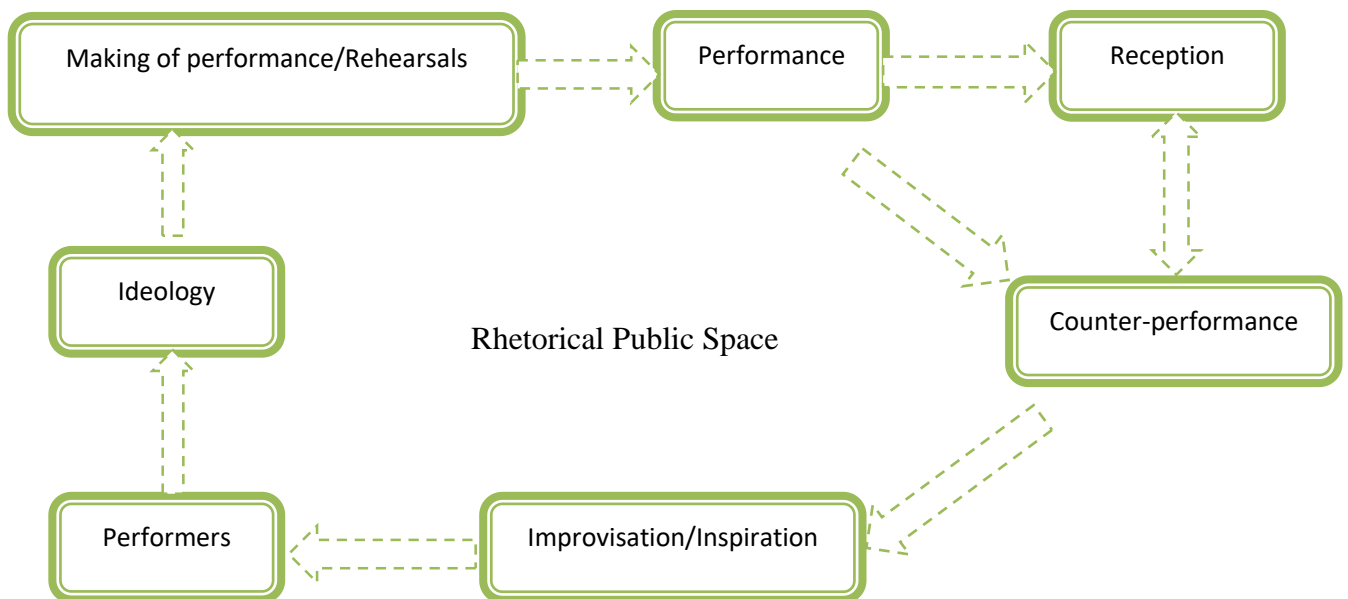 Making of performance/Rehearsals
Performance
Reception
Ideology
Rhetorical Public Space
Counter-performance
Performers
Improvisation/Inspiration